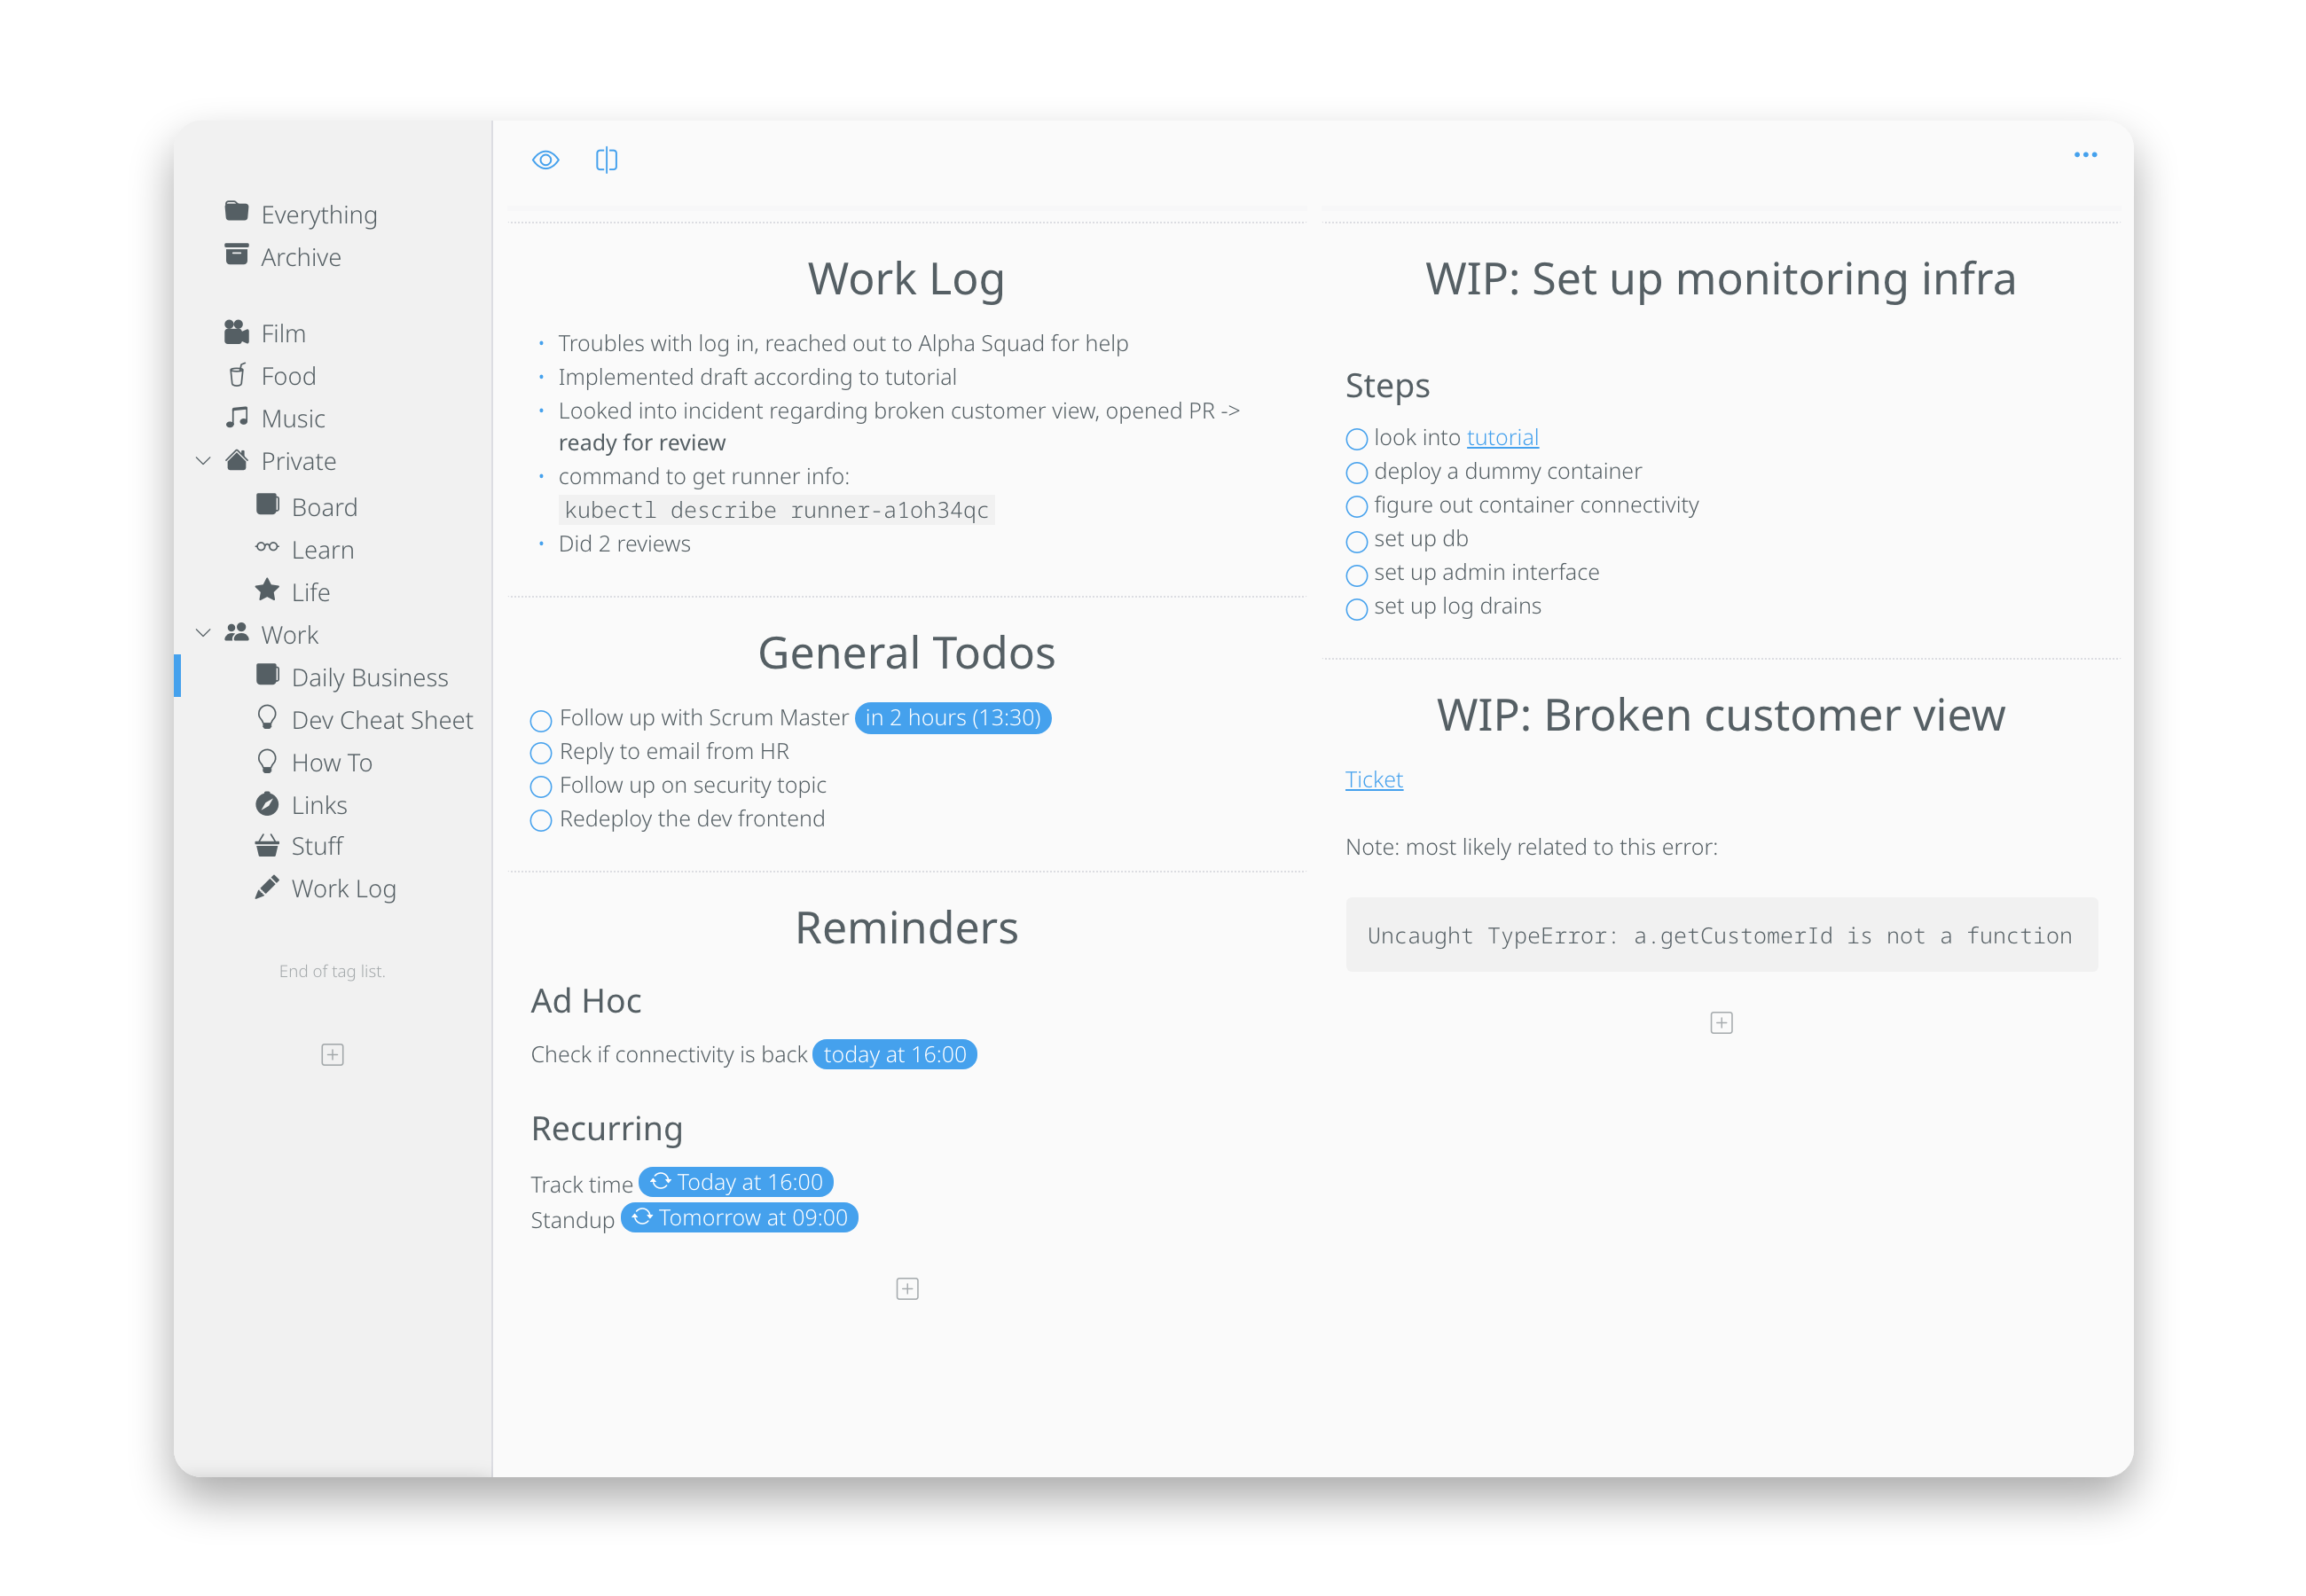 Everything
Archive
Film
Food
Music
Private
Board
Learn
Life
Work
Daily Business
Dev Cheat Sheet
How To
Links
Stuff
Work Log
End of tag list.
Work Log
Troubles with log in, reached out to Alpha Squad for help
Implemented draft according to tutorial
Looked into incident regarding broken customer view, opened PR ->
ready for review
command to get runner info:
kubectl describe runner-a1oh34qc
Did 2 reviews
General Todos
Follow up with Scrum Master in 2 hours (13:30)
Reply to email from HR
Follow up on security topic
Redeploy the dev frontend
Reminders
Ad Hoc
Check if connectivity is back today at 16:00
Recurring
Track time Today at 16:00
Standup Tomorrow at 09:00
WIP: Set up monitoring infra
Steps
look into tutorial
deploy a dummy container
figure out container connectivity
set up db
set up admin interface
set up log drains
WIP: Broken customer view
Ticket
Note: most likely related to this error:
Uncaught TypeError: a.getCustomerId is not a function